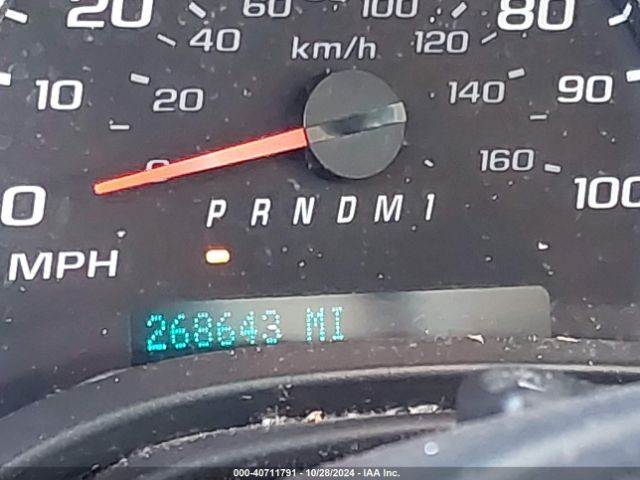 20 60 100 80
40 km/h 120
10 20 140 90
0 0 160 100
P R N D M 1
MPH
268643 MI
000-40711791 - 10/28/2024 - IAA Inc.